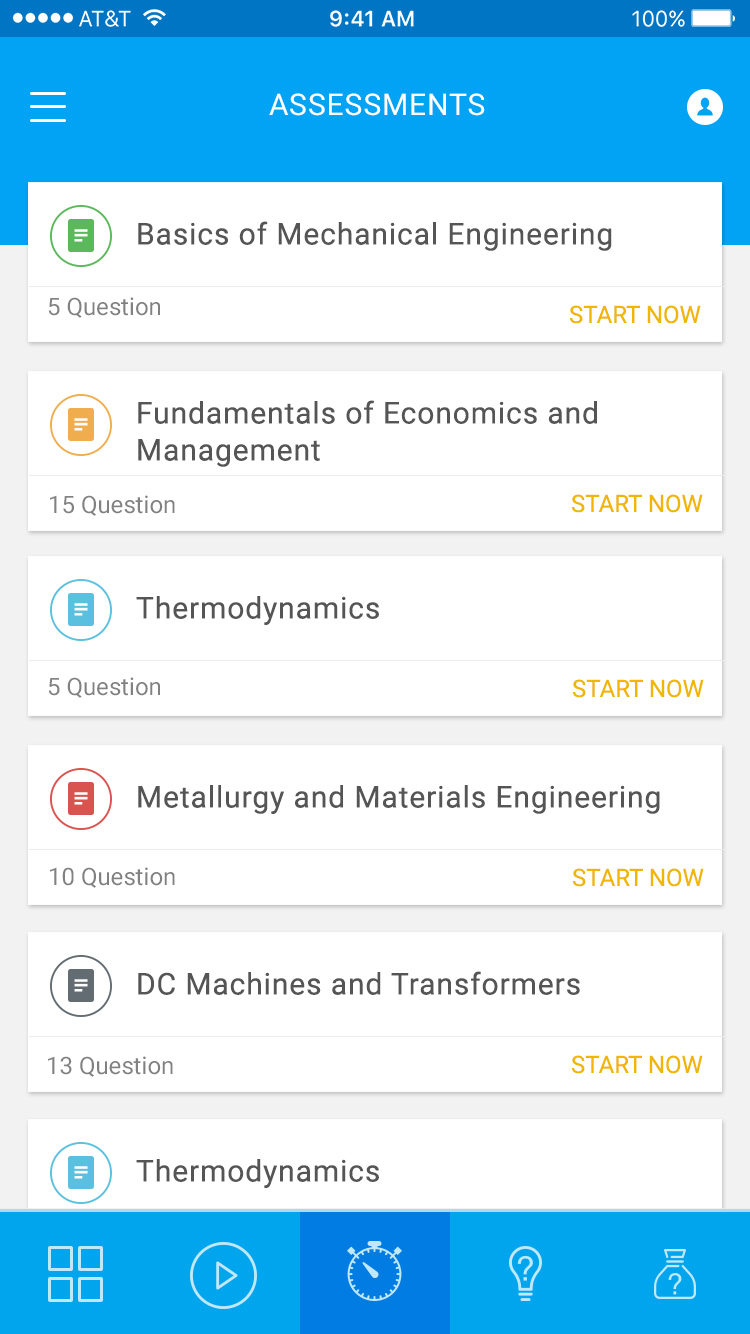 AT&T 9:41 AM 100%
ASSESSMENTS
Basics of Mechanical Engineering
5 Question START NOW
Fundamentals of Economics and
Management
15 Question START NOW
Thermodynamics
5 Question START NOW
Metallurgy and Materials Engineering
10 Question START NOW
DC Machines and Transformers
13 Question START NOW
Thermodynamics
? ?